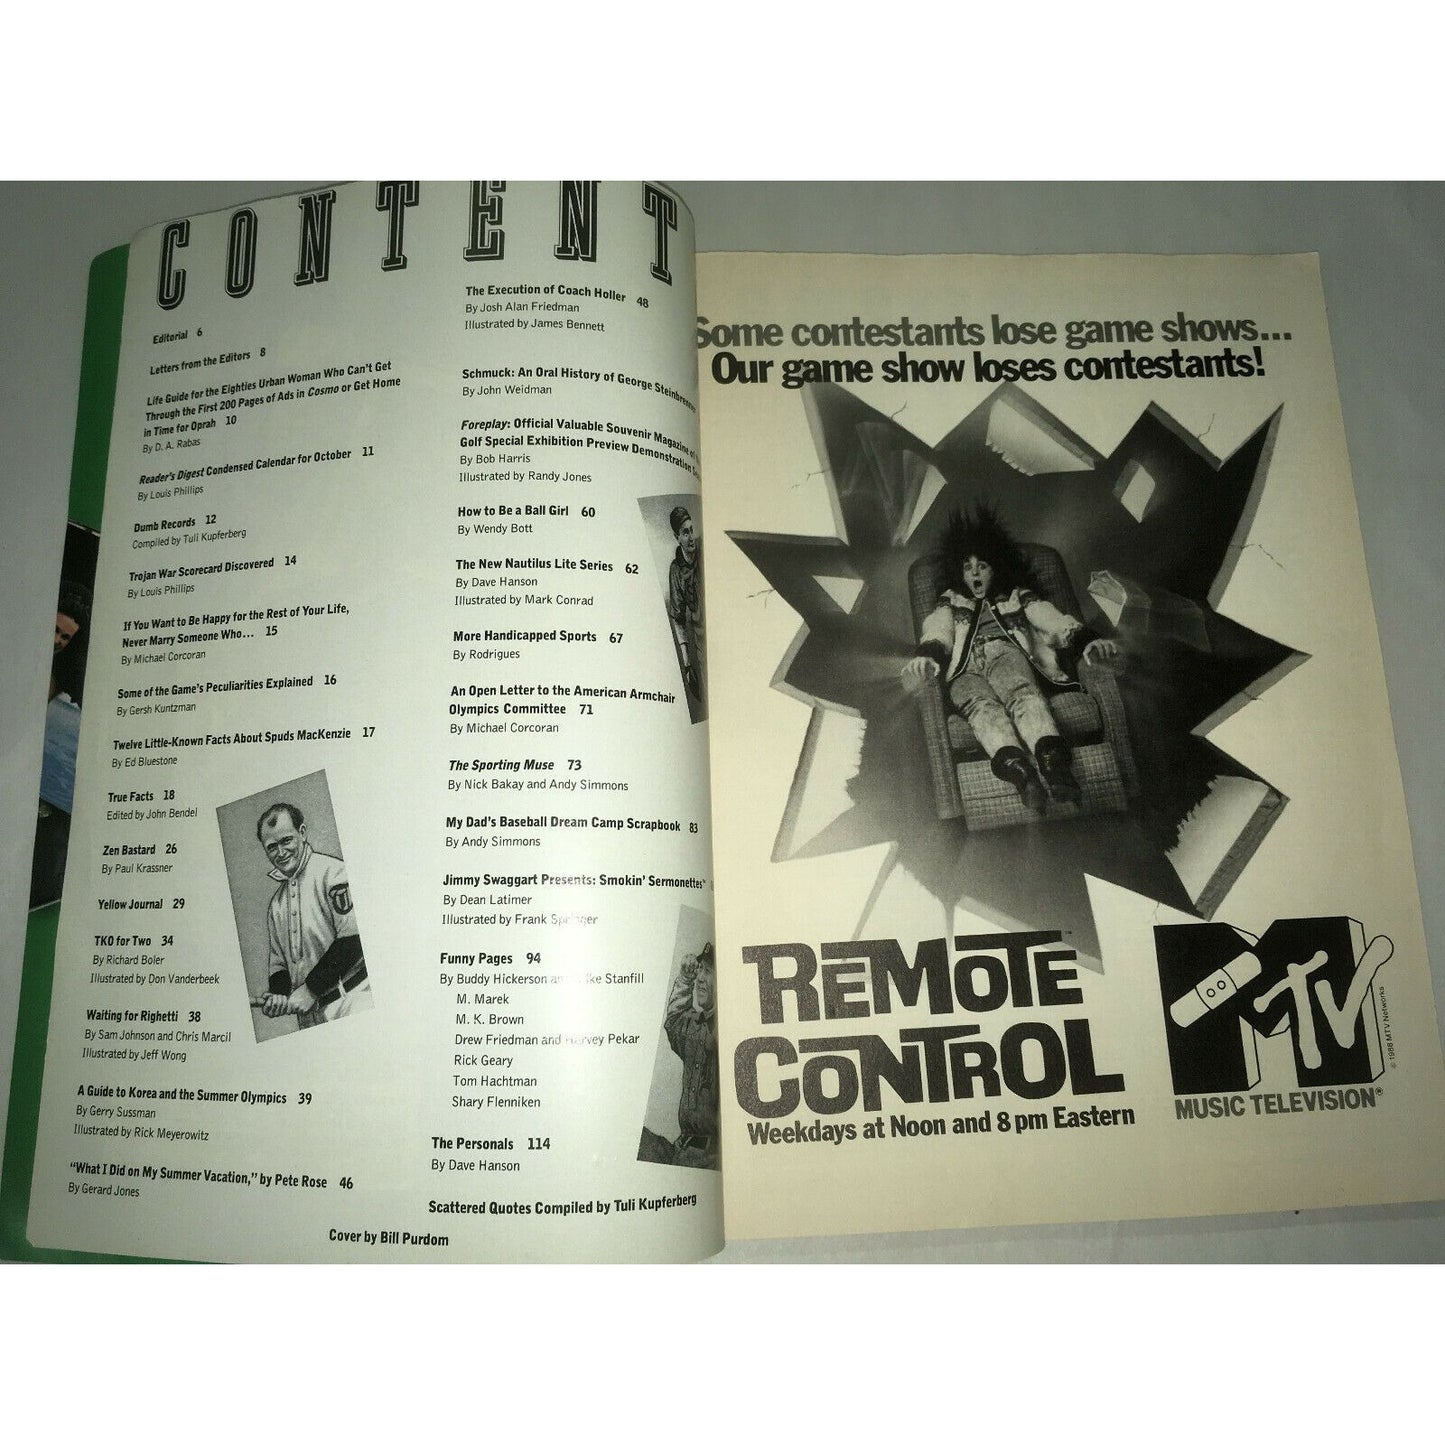 CONTENT
Editorial 6
Letters from the Editors 8
Life Guide for the Eighties Urban Woman Who Can't Get
Through the First 200 Pages of Ads in Cosmo or Get Home
in Time for Oprah 10
By D. A. Rabas
Reader's Digest Condensed Calendar for October 11
By Louis Phillips
Dumb Records 12
Compiled by Tuli Kupferberg
Trojan War Scorecard Discovered 14
By Louis Phillips
If You Want to Be Happy for the Rest of Your Life,
Never Marry Someone Who... 15
By Michael Corcoran
Some of the Game's Peculiarities Explained 16
By Gersh Kuntzman
Twelve Little-Known Facts About Spuds MacKenzie 17
By Ed Bluestone
True Facts 18
Edited by John Bendel
Zen Bastard 26
By Paul Krassner
Yellow Journal 29
TKO for Two 34
By Richard Boler
Illustrated by Don Vanderbeek
Waiting for Righetti 38
By Sam Johnson and Chris Marcil
Illustrated by Jeff Wong
A Guide to Korea and the Summer Olympics 39
By Gerry Sussman
Illustrated by Rick Meyerowitz
"What I Did on My Summer Vacation," by Pete Rose 46
By Gerard Jones
The Execution of Coach Holler 48
By Josh Alan Friedman
Illustrated by James Bennett
Schmuck: An Oral History of George
By John Weidman
Foreplay: Official Valuable Souvenir Magazine of
Golf Special Exhibition Preview Demonstration
By Bob Harris
Illustrated by Randy Jones
How to Be a Ball Girl 60
By Wendy Bott
The New Nautilus Lite Series 62
By Dave Hanson
Illustrated by Mark Conrad
More Handicapped Sports 67
By Rodrigues
An Open Letter to the American Armchair
Olympics Committee 71
By Michael Corcoran
The Sporting Muse 73
By Nick Bakay and Andy Simmons
My Dad's Baseball Dream Camp Scrapbook 83
By Andy Simmons
Jimmy Swaggart Presents: Smokin' Sermonettes
By Dean Latimer
Illustrated by Frank
Funny Pages 94
By Buddy Hickerson Stanfill
M. Marek
M. K. Brown
Drew Friedman and Pekar
Rick Geary
Tom Hachtman
Shary Flenniken
The Personals 114
By Dave Hanson
Scattered Quotes Compiled by Tuli Kupferberg
Cover by Bill Purdom
Some contestants lose game shows...
Our game show loses contestants!
REMOTE
CONTROL
Weekdays at Noon and 8 pm Eastern
MTV
MUSIC TELEVISION®
© 1988 MTV Networks